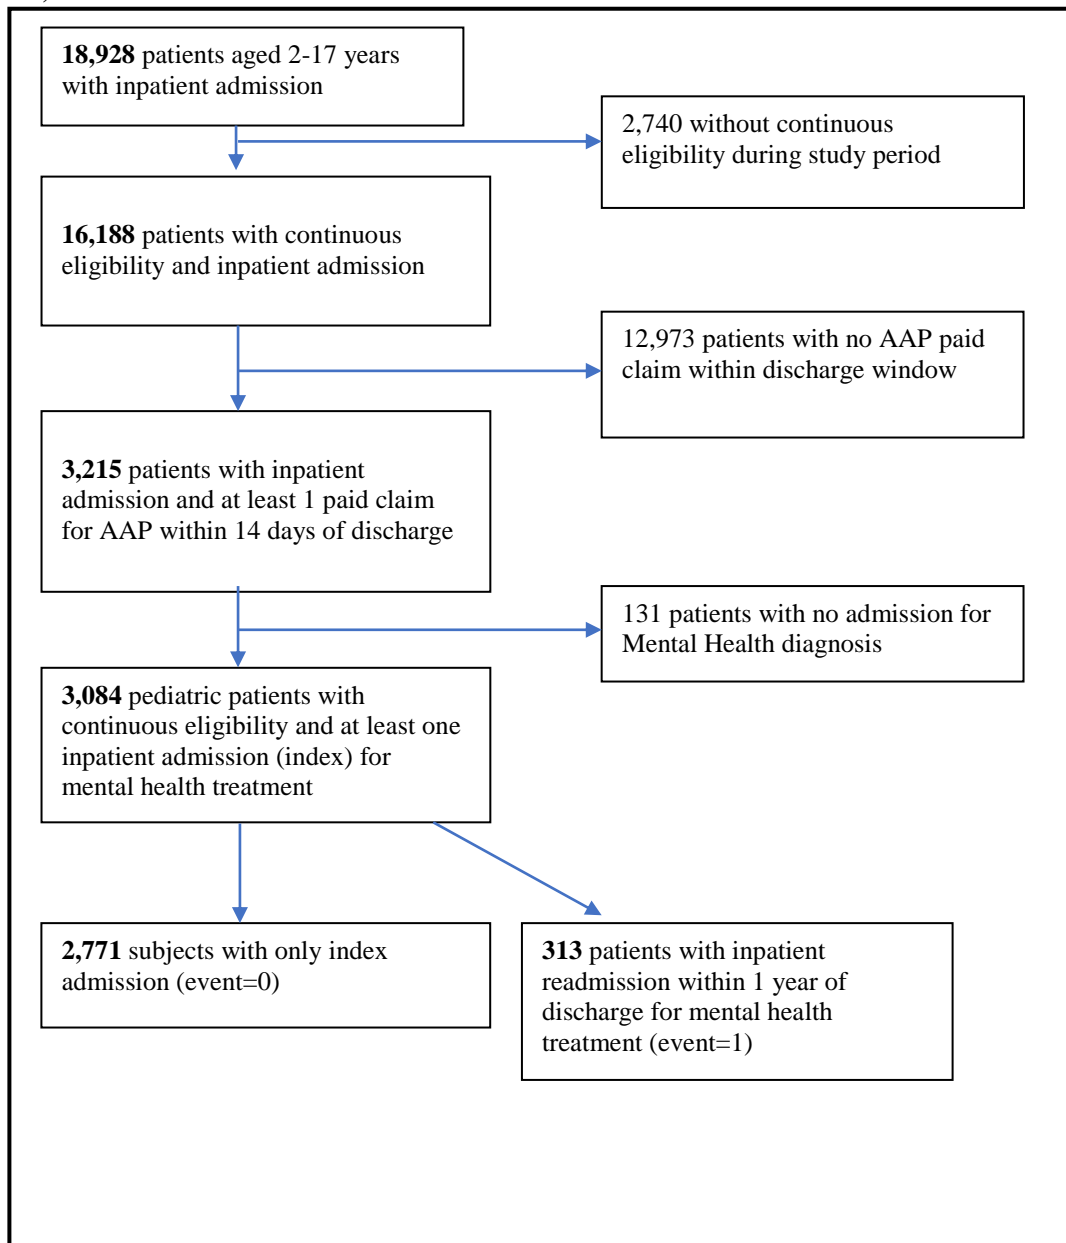 18,928 patients aged 2-17 years
with inpatient admission
2,740 without continuous
eligibility during study period
16,188 patients with continuous
eligibility and inpatient admission
12,973 patients with no AAP paid
claim within discharge window
3,215 patients with inpatient
admission and at least 1 paid claim
for AAP within 14 days of discharge
131 patients with no admission for
Mental Health diagnosis
3,084 pediatric patients with
continuous eligibility and at least one
inpatient admission (index) for
mental health treatment
2,771 subjects with only index
admission (event=0)
313 patients with inpatient
readmission within 1 year of
discharge for mental health
treatment (event=1)